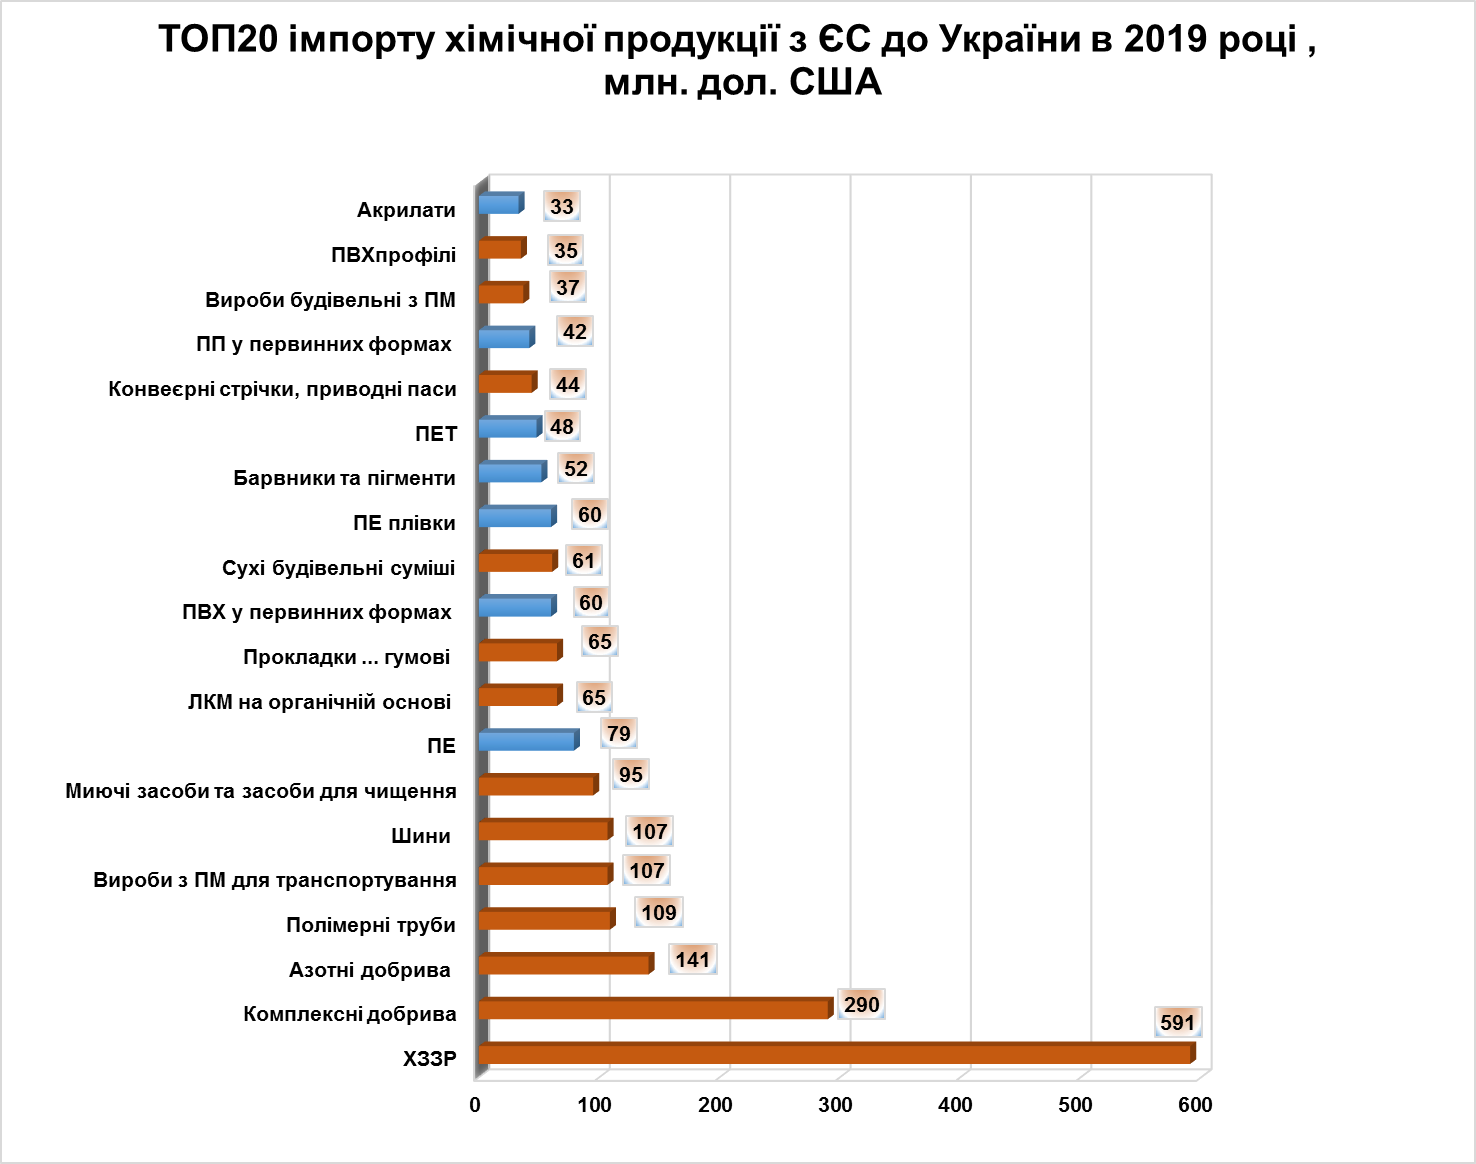 ТОП20 імпорту хімічної продукції з ЄС до України в 2019 році ,
млн. дол. США
Акрилати 33
ПВХпрофілі 35
Вироби будівельні з ПМ 37
ПП у первинних формах 42
Конвеєрні стрічки, приводні паси 44
ПЕТ 48
Барвники та пігменти 52
ПЕ плівки 60
Сухі будівельні суміші 61
ПВХ у первинних формах 60
Прокладки ... гумові 65
ЛКМ на органічній основі 65
ПЕ 79
Миючі засоби та засоби для чищення 95
Шини 107
Вироби з ПМ для транспортування 107
Полімерні труби 109
Азотні добрива 141
Комплексні добрива 290
ХЗЗР 591
0 100 200 300 400 500 600